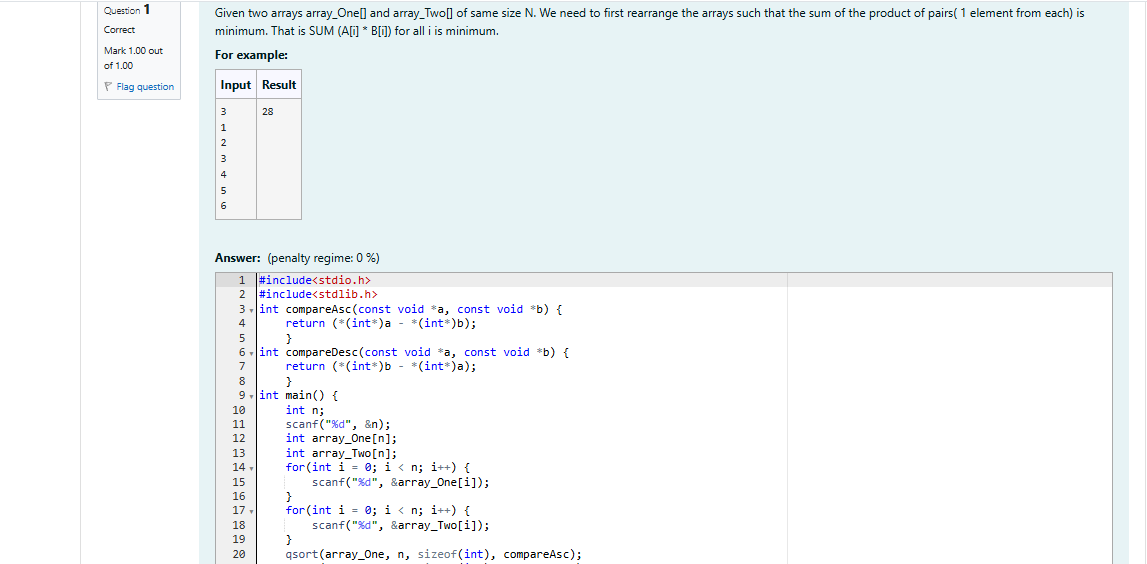 Question 1
Correct
Mark 1.00 out
of 1.00
Flag question
Given two arrays array_One[] and array_Two[] of same size N. We need to first rearrange the arrays such that the sum of the product of pairs( 1 element from each) is
minimum. That is SUM (A[i] * B[i]) for all i is minimum.
For example:
Input Result
3 28
1
2
3
4
5
6
Answer: (penalty regime: 0 %)
1 #include<stdio.h>
2 #include<stdlib.h>
3 int compareAsc(const void *a, const void *b) {
4 return (*(int*)a - *(int*)b);
5 }
6 int compareDesc(const void *a, const void *b) {
7 return (*(int*)b - *(int*)a);
8 }
9 int main() {
10 int n;
11 scanf("%d", &n);
12 int array_One[n];
13 int array_Two[n];
14 for(int i = 0; i < n; i++) {
15 scanf("%d", &array_One[i]);
16 }
17 for(int i = 0; i < n; i++) {
18 scanf("%d", &array_Two[i]);
19 }
20 qsort(array_One, n, sizeof(int), compareAsc);